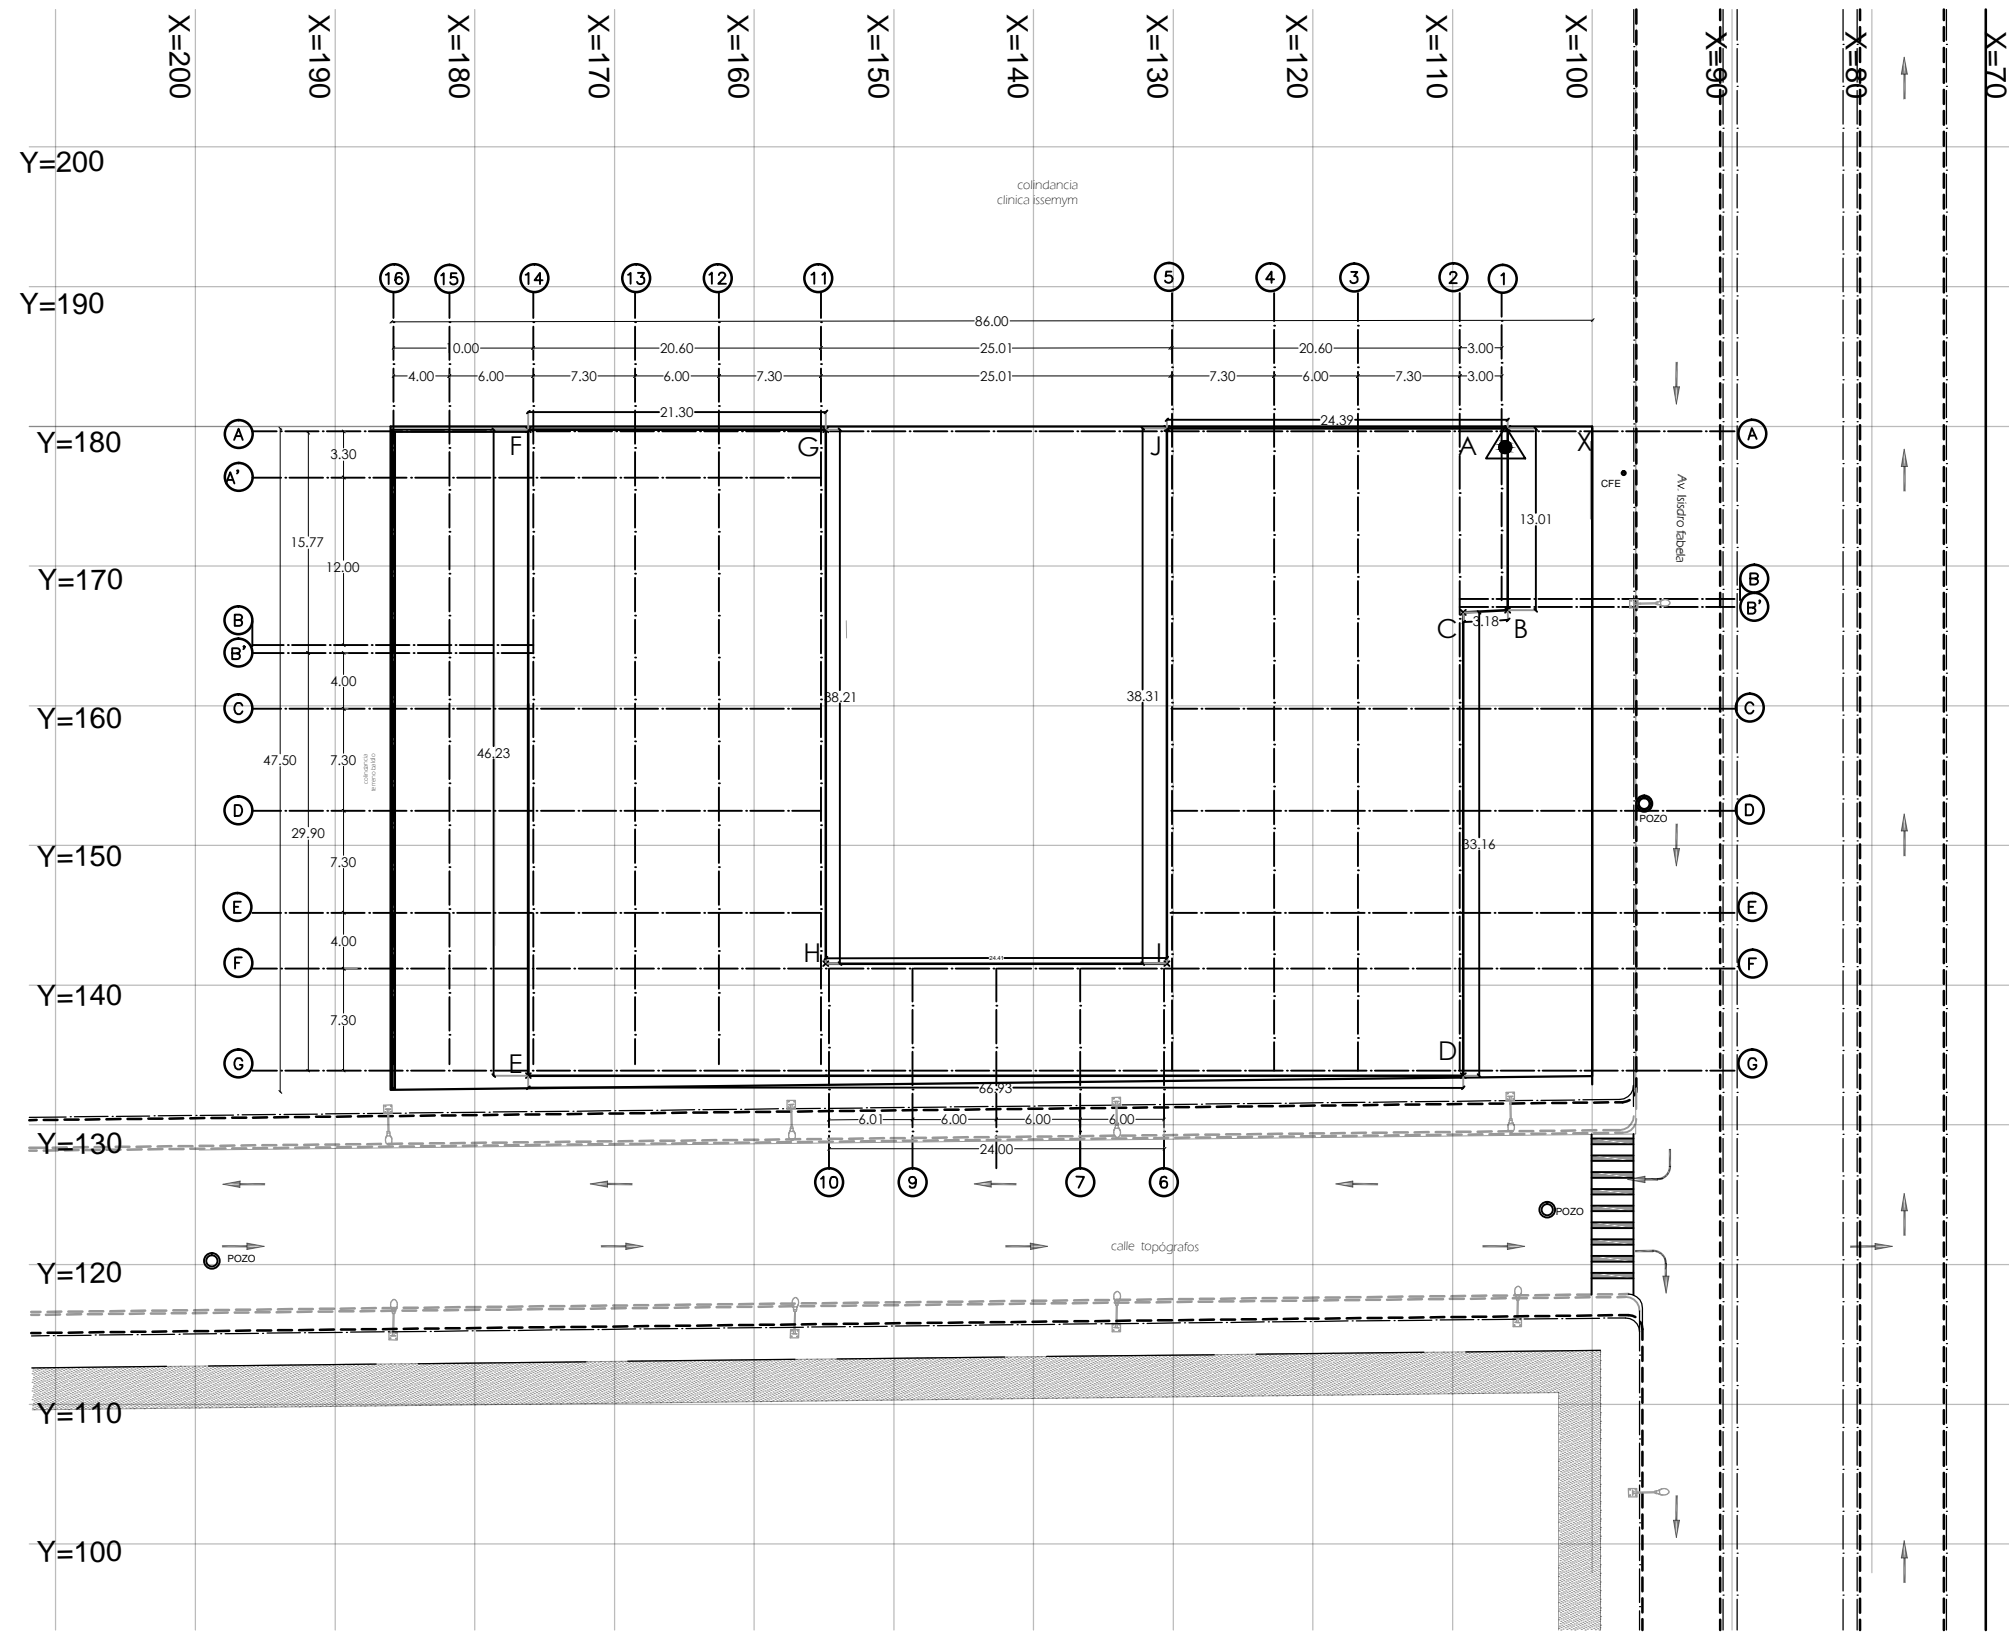 X=200
X=190
X=180
X=170
X=160
X=150
X=140
X=130
X=120
X=110
X=100
X=90
X=80
X=70
Y=200
colindancia
clinica issemym
16
15
14
13
12
11
5
4
3
2
1
Y=190
86.00
10.00
20.60
25.01
20.60
3.00
4.00
6.00
7.30
6.00
7.30
25.01
7.30
6.00
7.30
3.00
21.30
24.39
A
F
G
J
A
X
A
Y=180
3.30
A'
CFE
Av. Isisdro fabela
15.77
13.01
12.00
Y=170
B
B'
B
B'
C
3.18
B
4.00
38.21
38.31
C
C
Y=160
47.50
7.30
46.23
colindancia
terreno baldio
D
D
POZO
29.90
33.16
Y=150
7.30
E
E
4.00
H
24.41
I
F
F
Y=140
7.30
G
E
D
G
66.93
6.01
6.00
6.00
6.00
Y=130
24.00
10
9
7
6
POZO
calle topógrafos
POZO
Y=120
Y=110
Y=100